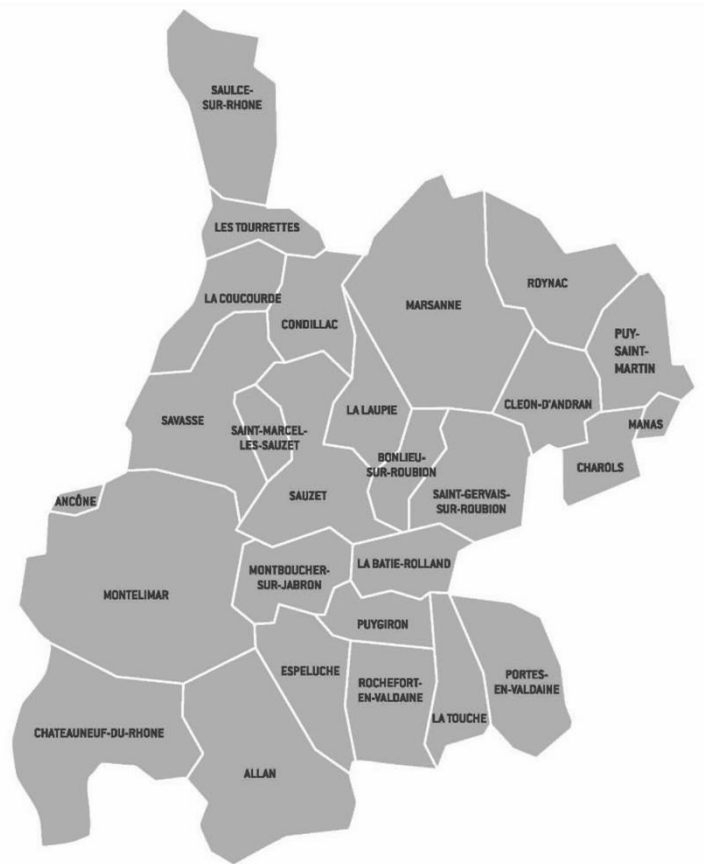 SAULCE-
SUR-RHONE
LES TOURRETTES
LA COUCOURDE
CONDILLAC
MARSANNE
ROYNAC
PUY-
SAINT-
MARTIN
SAVASSE
SAINT-MARCEL-
LES-SAUZET
LA LAUPIE
CLEON-D'ANDRAN
MANAS
CHAROLS
BONLIEU-
SUR-ROUBION
SAUZET
SAINT-GERVAIS-
SUR-ROUBION
ANCÔNE
MONTELIMAR
MONTBOUCHER-
SUR-JABRON
LA BATIE-ROLLAND
PUYGIRON
ESPELUCHE
ROCHEFORT-
EN-VALDAINE
LA TOUCHE
PORTES-
EN-VALDAINE
CHATEAUNEUF-DU-RHONE
ALLAN